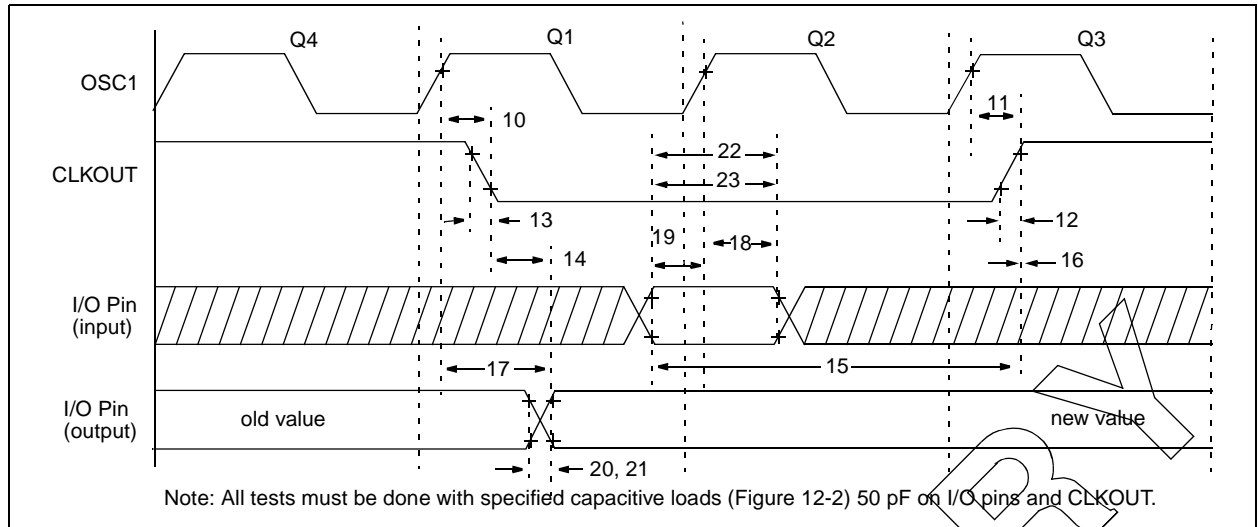 Q4 Q1 Q2 Q3
OSC1
10 11
CLKOUT
22
23
13 12
19 18
14 16
I/O Pin
(input)
17 15
I/O Pin
(output)
old value new value
20, 21
Note: All tests must be done with specified capacitive loads (Figure 12-2) 50 pF on I/O pins and CLKOUT.
R Y